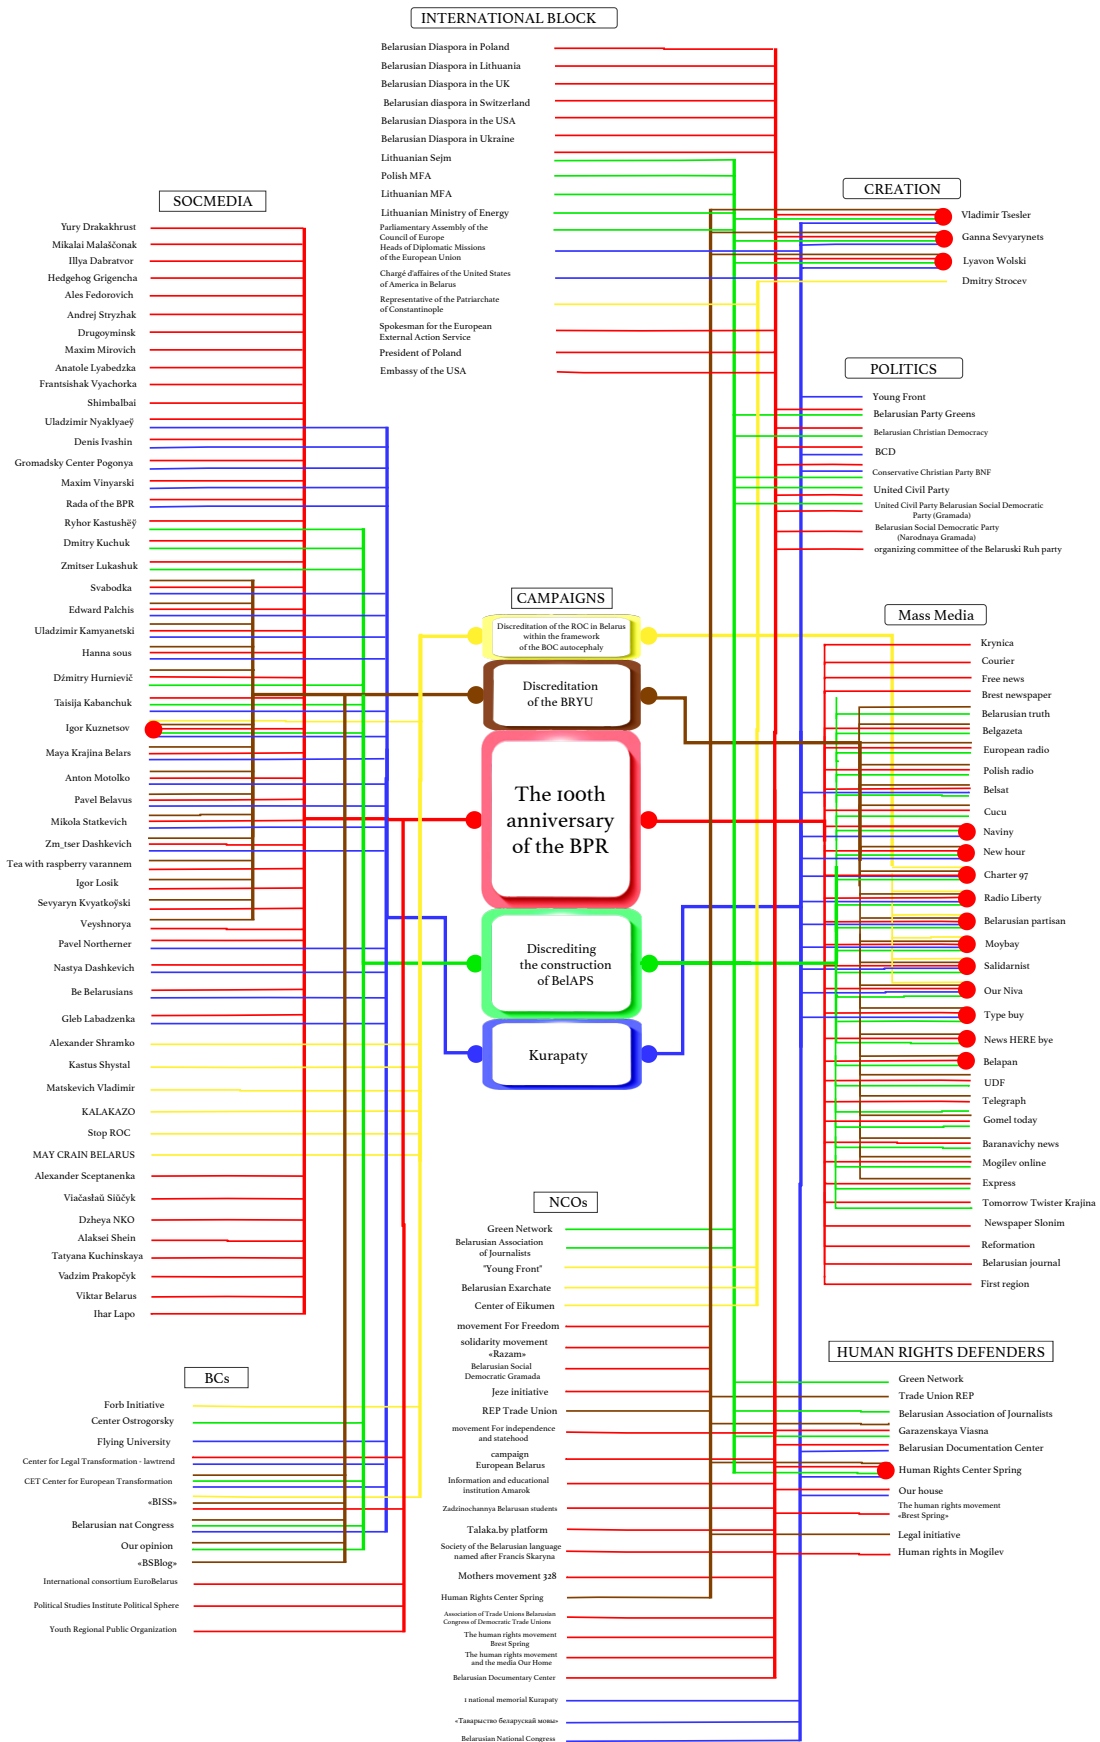 INTERNATIONAL BLOCK
Belarusian Diaspora in Poland
Belarusian Diaspora in Lithuania
Belarusian Diaspora in the UK
Belarusian diaspora in Switzerland
Belarusian Diaspora in the USA
Belarusian Diaspora in Ukraine
Lithuanian Sejm
Polish MFA
Lithuanian MFA
Lithuanian Ministry of Energy
Parliamentary Assembly of the
Council of Europe
Heads of Diplomatic Missions
of the European Union
Chargé d'affaires of the United States
of America in Belarus
Representative of the Patriarchate
of Constantinople
Spokesman for the European
External Action Service
President of Poland
Embassy of the USA
SOCMEDIA
Yury Drakakhrust
Mikalai Malaščonak
Illya Dabratvor
Hedgehog Grigencha
Ales Fedorovich
Andrej Stryzhak
Drugoyminsk
Maxim Mirovich
Anatole Lyabedzka
Frantsishak Vyachorka
Shimbalbai
Uladzimir Nyaklyaeў
Denis Ivashin
Gromadsky Center Pogonya
Maxim Vinyarski
Rada of the BPR
Ryhor Kastushëў
Dmitry Kuchuk
Zmitser Lukashuk
Svabodka
Edward Palchis
Uladzimir Kamyanetski
Hanna sous
Dźmitry Hurnievič
Taisija Kabanchuk
Igor Kuznetsov
Maya Krajina Belars
Anton Motolko
Pavel Belavus
Mikola Statkevich
Zm_tser Dashkevich
Tea with raspberry varannem
Igor Losik
Sevyaryn Kvyatkoўski
Veyshnorya
Pavel Northerner
Nastya Dashkevich
Be Belarusians
Gleb Labadzenka
Alexander Shramko
Kastus Shystal
Matskevich Vladimir
KALAKAZO
Stop ROC
MAY CRAIN BELARUS
Alexander Sceptanenka
Viačasłaŭ Siŭčyk
Dzheya NKO
Alaksei Shein
Tatyana Kuchinskaya
Vadzim Prakopčyk
Viktar Belarus
Ihar Lapo
BCs
Forb Initiative
Center Ostrogorsky
Flying University
Center for Legal Transformation - lawtrend
CET Center for European Transformation
«BISS»
Belarusian nat Congress
Our opinion
«BSBlog»
International consortium EuroBelarus
Political Studies Institute Political Sphere
Youth Regional Public Organization
CAMPAIGNS
Discreditation of the ROC in Belarus
within the framework
of the BOC autocephaly
Discreditation
of the BRYU
The 100th
anniversary
of the BPR
Discrediting
the construction
of BelAPS
Kurapaty
NCOs
Green Network
Belarusian Association
of Journalists
"Young Front"
Belarusian Exarchate
Center of Eikumen
movement For Freedom
solidarity movement
«Razam»
Belarusian Social
Democratic Gramada
Jeze initiative
REP Trade Union
movement For independence
and statehood
campaign
European Belarus
Information and educational
institution Amarok
Zadzinochannya Belarusan students
Talaka.by platform
Society of the Belarusian language
named after Francis Skaryna
Mothers movement 328
Human Rights Center Spring
Association of Trade Unions Belarusian
Congress of Democratic Trade Unions
The human rights movement
Brest Spring
The human rights movement
and the media Our Home
Belarusian Documentary Center
1 national memorial Kurapaty
«Таварыства беларускай мовы»
Belarusian National Congress
CREATION
Vladimir Tsesler
Ganna Sevyarynets
Lyavon Wolski
Dmitry Strocev
POLITICS
Young Front
Belarusian Party Greens
Belarusian Christian Democracy
BCD
Conservative Christian Party BNF
United Civil Party
United Civil Party Belarusian Social Democratic
Party (Gramada)
Belarusian Social Democratic Party
(Narodnaya Gramada)
organizing committee of the Belaruski Ruh party
Mass Media
Krynica
Courier
Free news
Brest newspaper
Belarusian truth
Belgazeta
European radio
Polish radio
Belsat
Cucu
Naviny
New hour
Charter 97
Radio Liberty
Belarusian partisan
Moybay
Salidarnist
Our Niva
Type buy
News HERE bye
Belapan
UDF
Telegraph
Gomel today
Baranavichy news
Mogilev online
Express
Tomorrow Twister Krajina
Newspaper Slonim
Reformation
Belarusian journal
First region
HUMAN RIGHTS DEFENDERS
Green Network
Trade Union REP
Belarusian Association of Journalists
Garazenskaya Viasna
Belarusian Documentation Center
Human Rights Center Spring
Our house
The human rights movement
«Brest Spring»
Legal initiative
Human rights in Mogilev